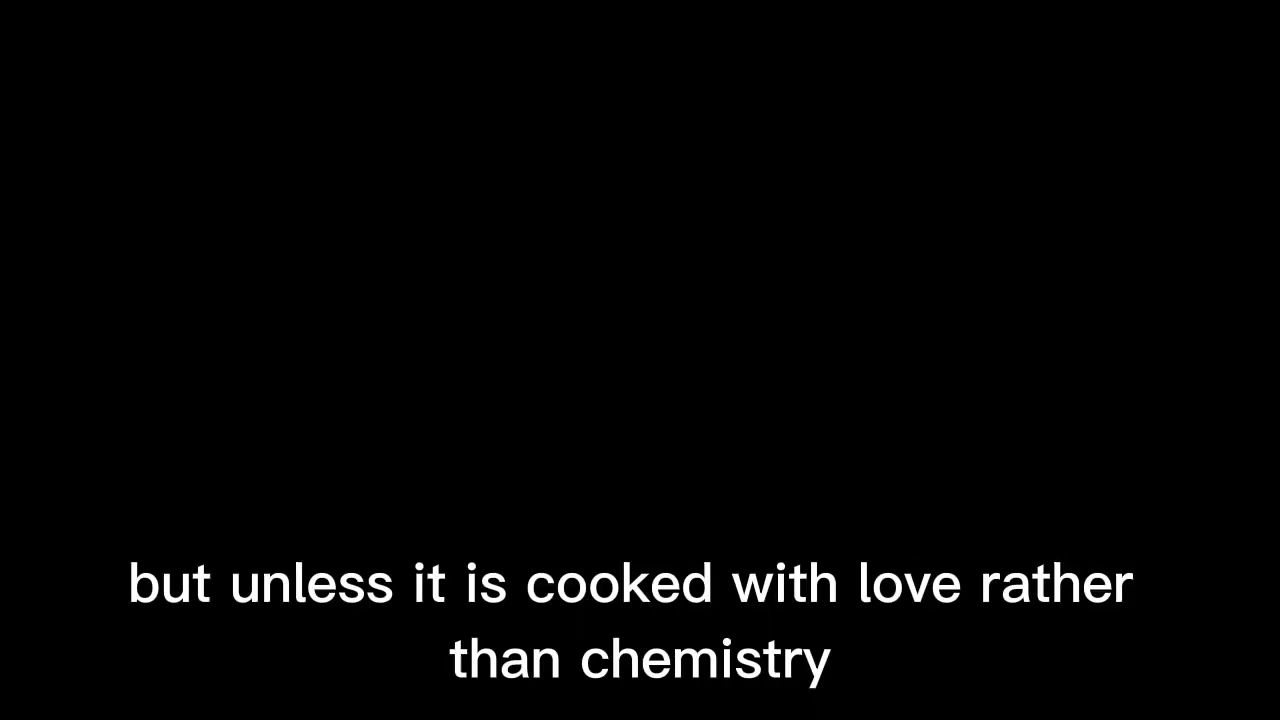 but unless it is cooked with love rather
than chemistry